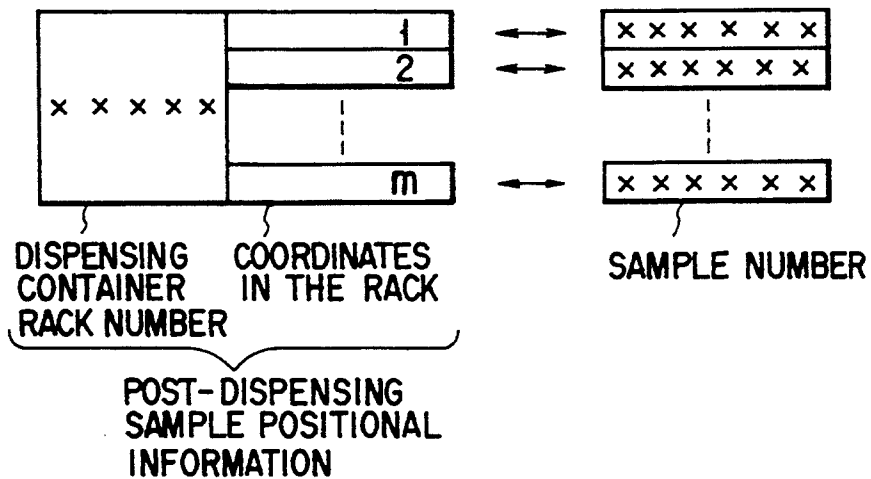 1
× × × × × ×
2
× × × × × ×
× × × × ×
m
× × × × × ×
DISPENSING
CONTAINER
RACK NUMBER
COORDINATES
IN THE RACK
SAMPLE NUMBER
POST-DISPENSING
SAMPLE POSITIONAL
INFORMATION